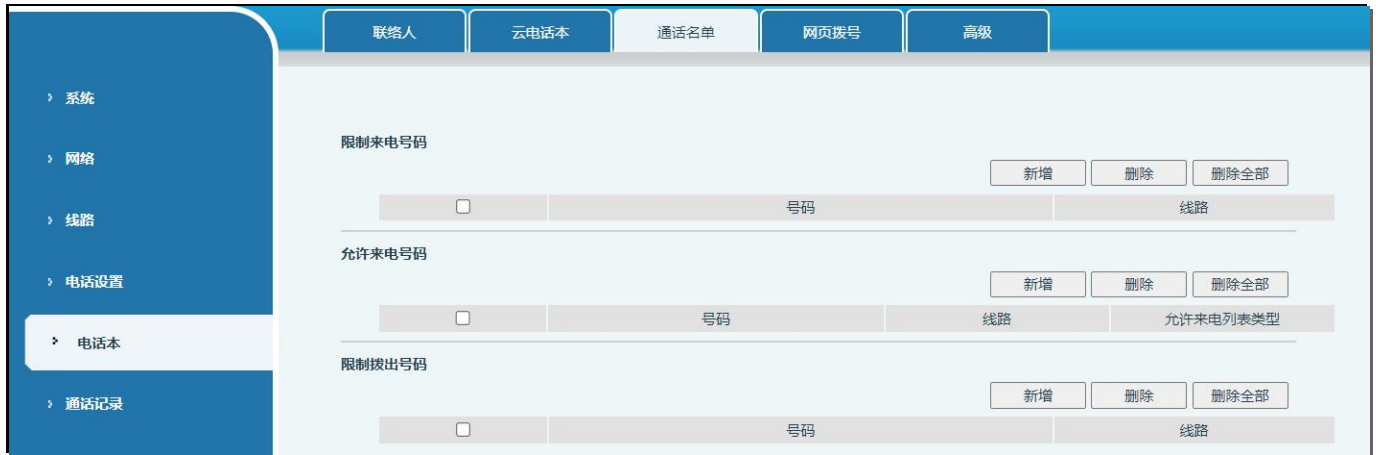 联络人 云电话本 通话名单 网页拨号 高级
系统
网络
线路
电话设置
电话本
通话记录
限制来电号码
新增 删除 删除全部
号码 线路
允许来电号码
新增 删除 删除全部
号码 线路 允许来电列表类型
限制拨出号码
新增 删除 删除全部
号码 线路